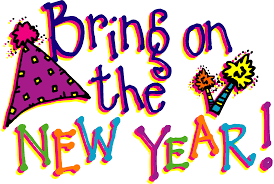 Bring on
the
NEW YEAR!